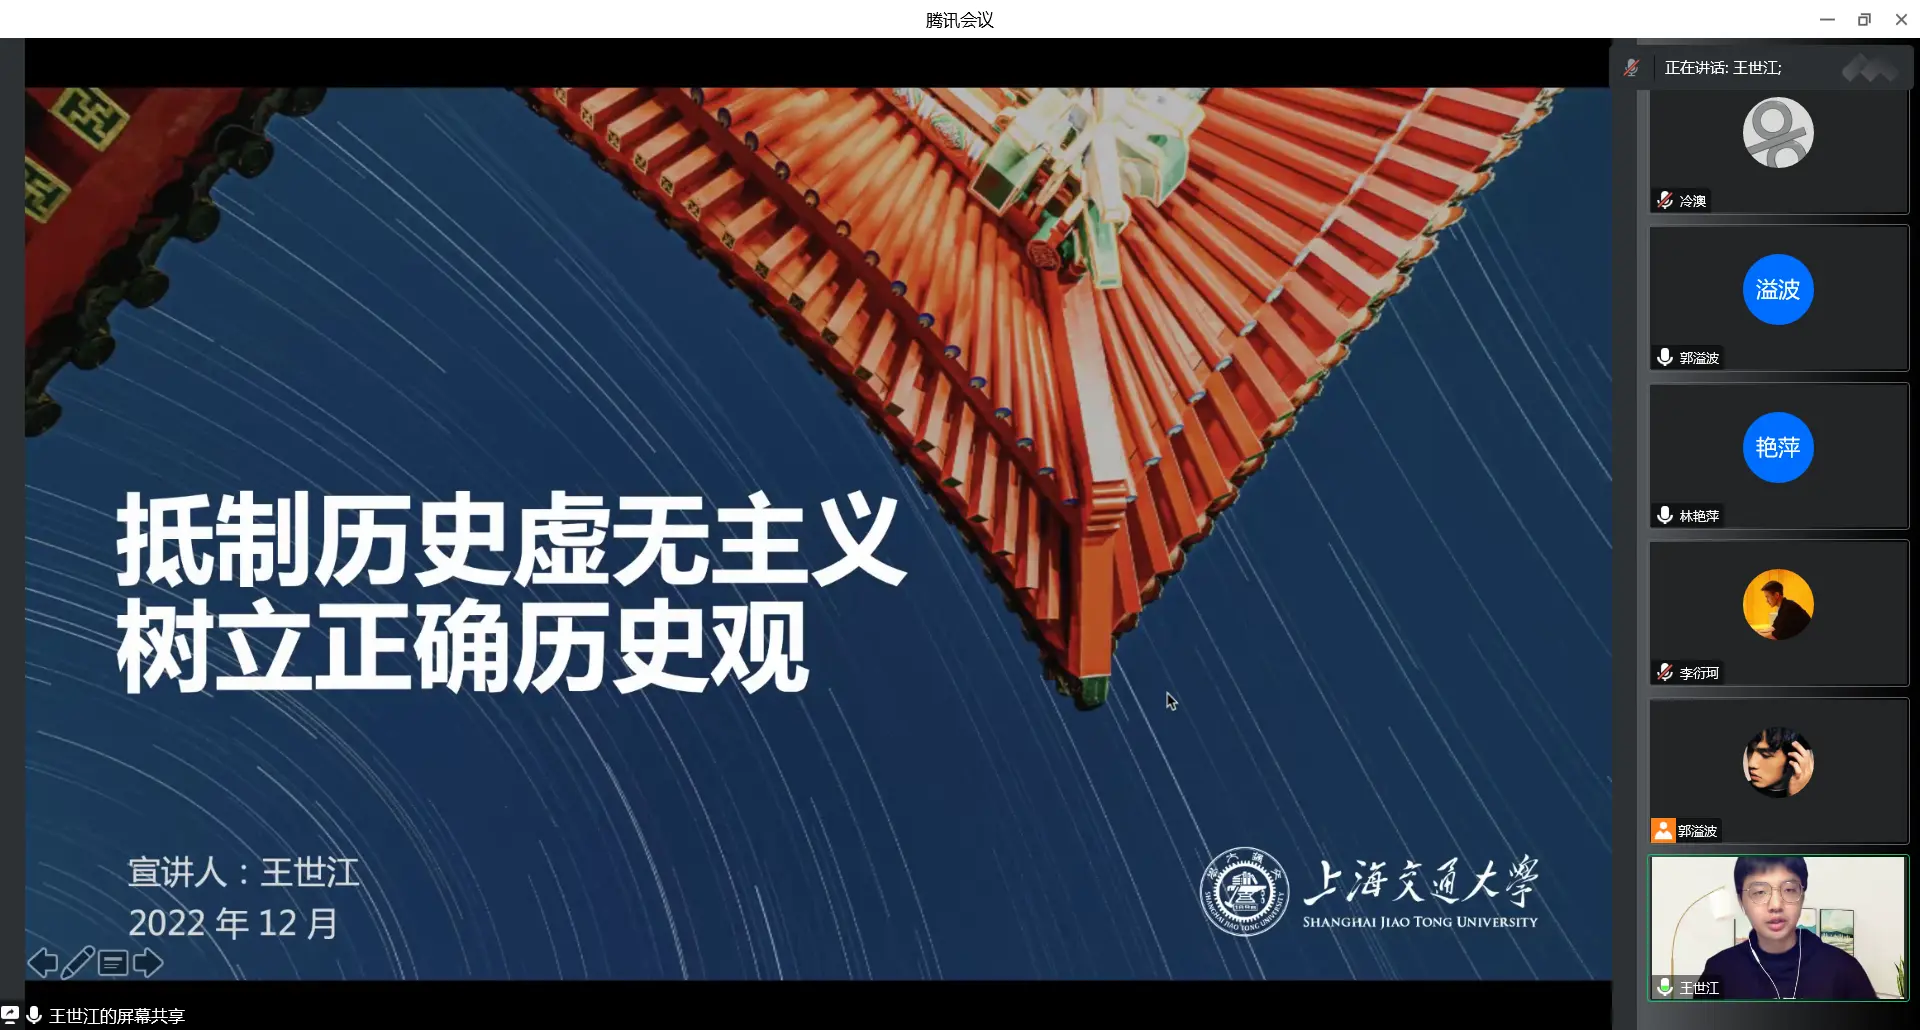 腾讯会议
正在讲话: 王世江;
冷澳
溢波
郭溢波
艳萍
林艳萍
李衍珂
郭溢波
王世江
抵制历史虚无主义
树立正确历史观
宣讲人：王世江
2022 年 12 月
上海交通大学
SHANGHAI JIAO TONG UNIVERSITY
王世江的屏幕共享